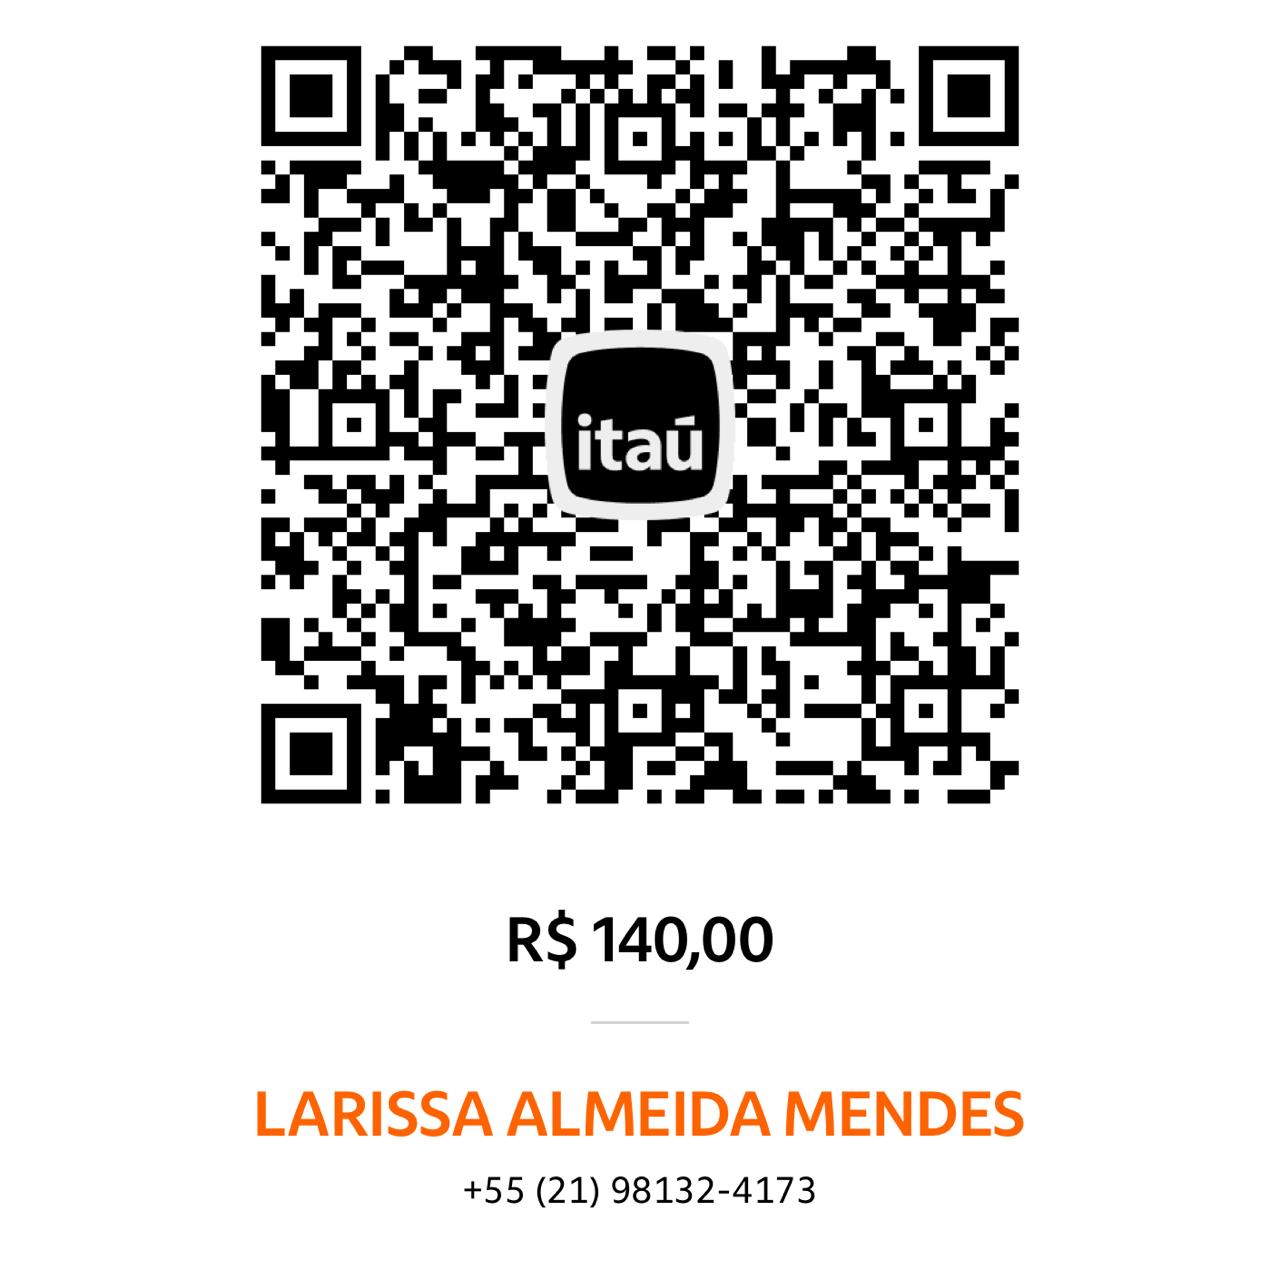 itaú
R$ 140,00
LARISSA ALMEIDA MENDES
+55 (21) 98132-4173